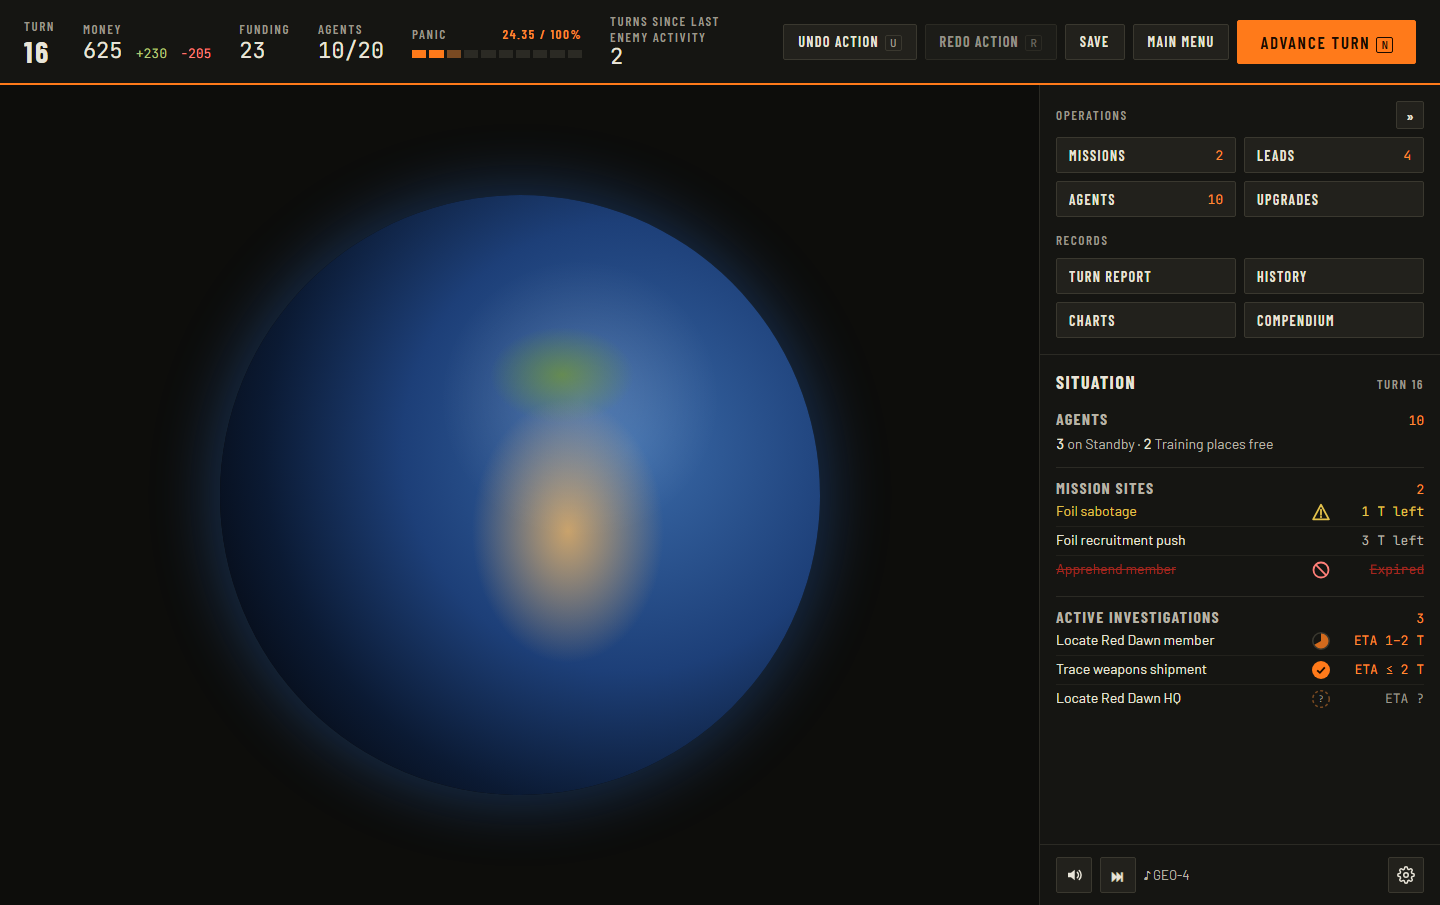 TURN
16
MONEY
625 +230 -205
FUNDING
23
AGENTS
10/20
PANIC 24.35 / 100%
TURNS SINCE LAST
ENEMY ACTIVITY
2
UNDO ACTION U
REDO ACTION R
SAVE
MAIN MENU
ADVANCE TURN N
OPERATIONS »
MISSIONS 2
LEADS 4
AGENTS 10
UPGRADES
RECORDS
TURN REPORT
HISTORY
CHARTS
COMPENDIUM
SITUATION TURN 16
AGENTS 10
3 on Standby · 2 Training places free
MISSION SITES 2
Foil sabotage 1 T left
Foil recruitment push 3 T left
Apprehend member Expired
ACTIVE INVESTIGATIONS 3
Locate Red Dawn member ETA 1–2 T
Trace weapons shipment ETA ≤ 2 T
Locate Red Dawn HQ ? ETA ?
♪ GEO-4